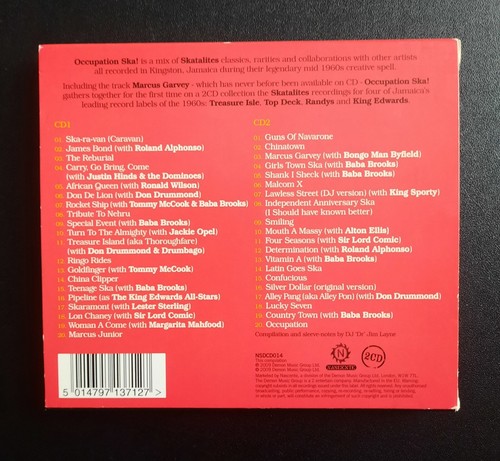 Occupation Ska! is a mix of Skatalites classics, rarities and collaborations with other artists
all recorded in Kingston, Jamaica during their legendary mid 1960s creative spell.
Including the track Marcus Garvey - which has never before been available on CD - Occupation Ska!
gathers together for the first time on a 2CD collection the Skatalites recordings for four of Jamaica's
leading record labels of the 1960s: Treasure Isle, Top Deck, Randys and King Edwards.
CD1
01. Ska-ra-van (Caravan)
02. James Bond (with Roland Alphonso)
03. The Reburial
04. Carry, Go Bring, Come
(with Justin Hinds & the Dominoes)
05. African Queen (with Ronald Wilson)
06. Don De Lion (with Don Drummond)
07. Rocket Ship (with Tommy McCook & Baba Brooks)
08. Tribute To Nehru
09. Special Event (with Baba Brooks)
10. Turn To The Almighty (with Jackie Opel)
11. Treasure Island (aka Thoroughfare)
(with Don Drummond & Drumbago)
12. Ringo Rides
13. Goldfinger (with Tommy McCook)
14. China Clipper
15. Teenage Ska (with Baba Brooks)
16. Pipeline (as The King Edwards All-Stars)
17. Skaramont (with Lester Sterling)
18. Lon Chaney (with Sir Lord Comic)
19. Woman A Come (with Margarita Mahfood)
20. Marcus Junior
CD2
01. Guns Of Navarone
02. Chinatown
03. Marcus Garvey (with Bongo Man Byfield)
04. Girls Town Ska (with Baba Brooks)
05. Shank I Sheck (with Baba Brooks)
06. Malcom X
07. Lawless Street (DJ version) (with King Sporty)
08. Independent Anniversary Ska
(I Should have known better)
09. Smiling
10. Mouth A Massy (with Alton Ellis)
11. Four Seasons (with Sir Lord Comic)
12. Determination (with Roland Alphonso)
13. Vitamin A (with Baba Brooks)
14. Latin Goes Ska
15. Confucious
16. Silver Dollar (original version)
17. Alley Pang (aka Alley Pon) (with Don Drummond)
18. Lucky Seven
19. Country Town (with Baba Brooks)
20. Occupation
Compilation and sleeve notes by DJ 'Dr' Jim Layne
5 014797 137127 >
NSDCD014
This compilation
Ⓟ 2009 Demon Music Group Ltd.
© 2009 Demon Music Group Ltd.
N
2CD